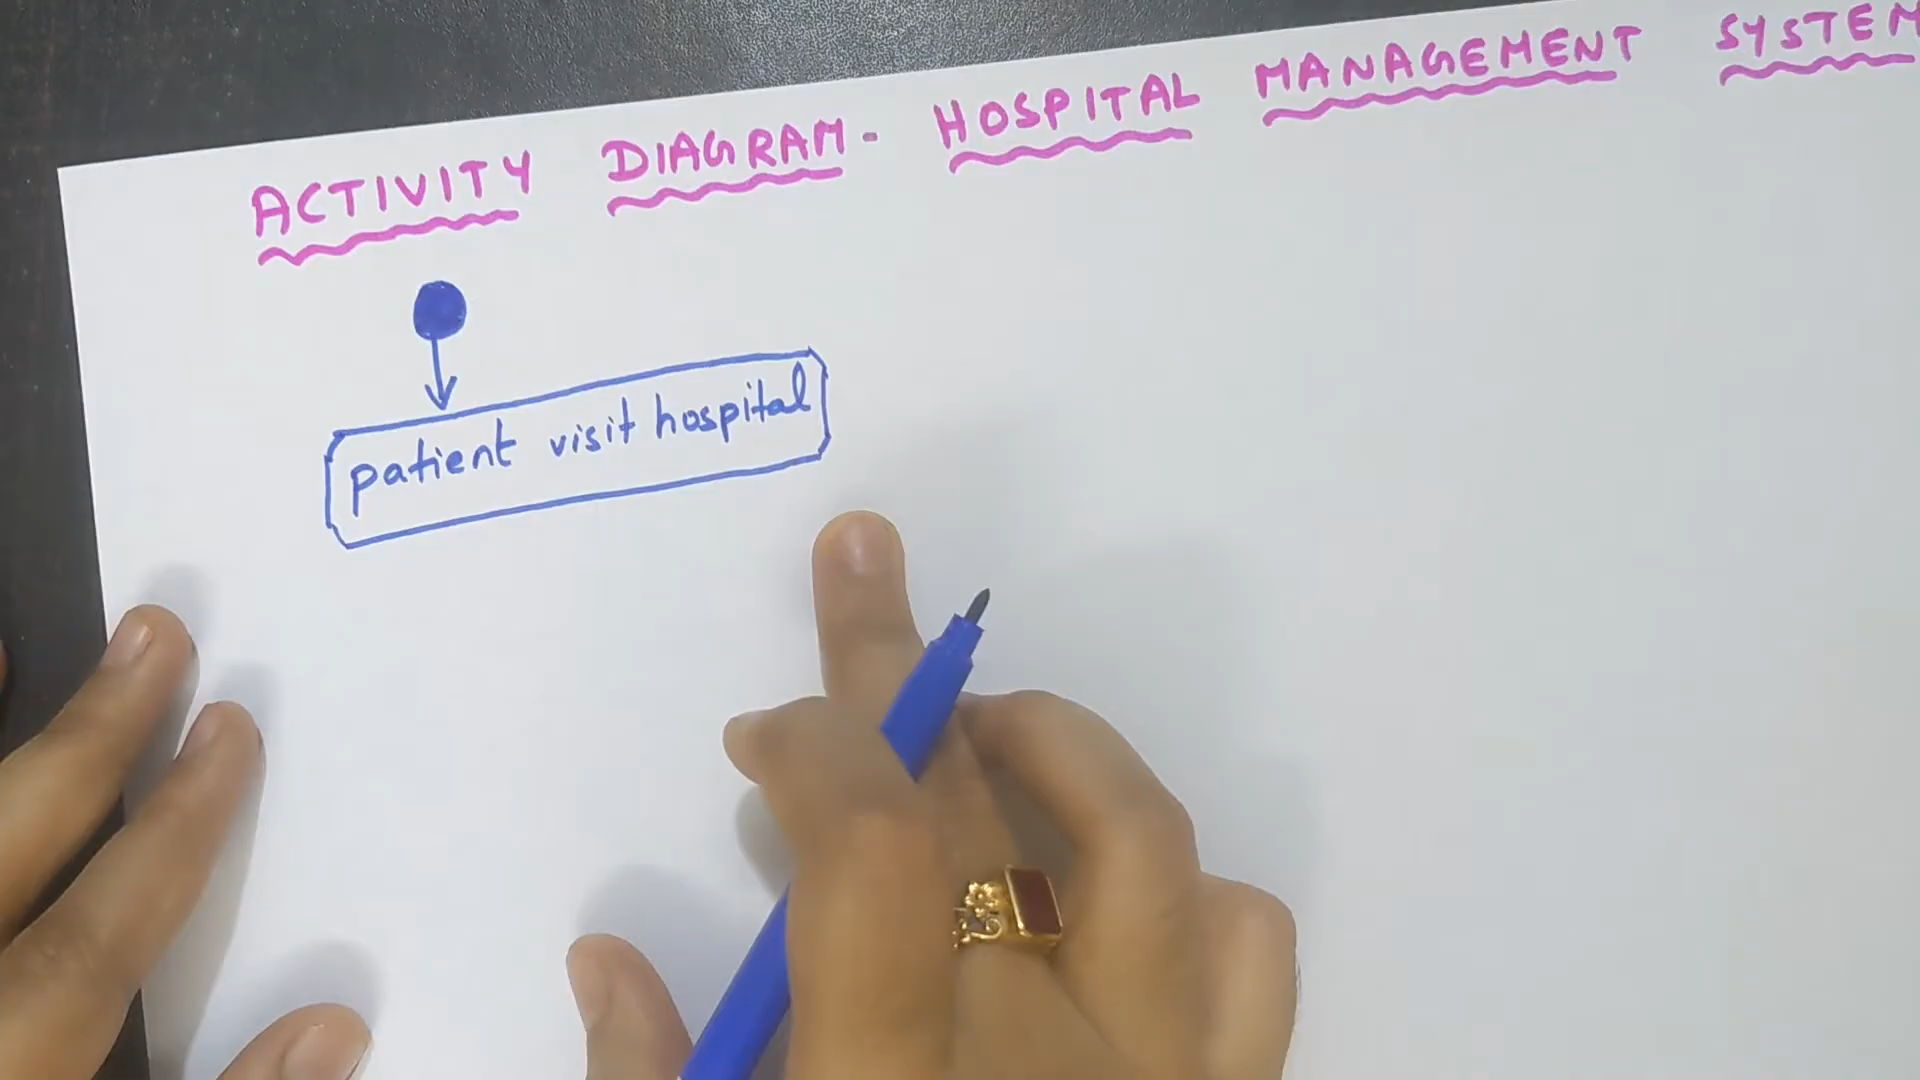 ACTIVITY DIAGRAM - HOSPITAL MANAGEMENT SYSTEM
patient visit hospital